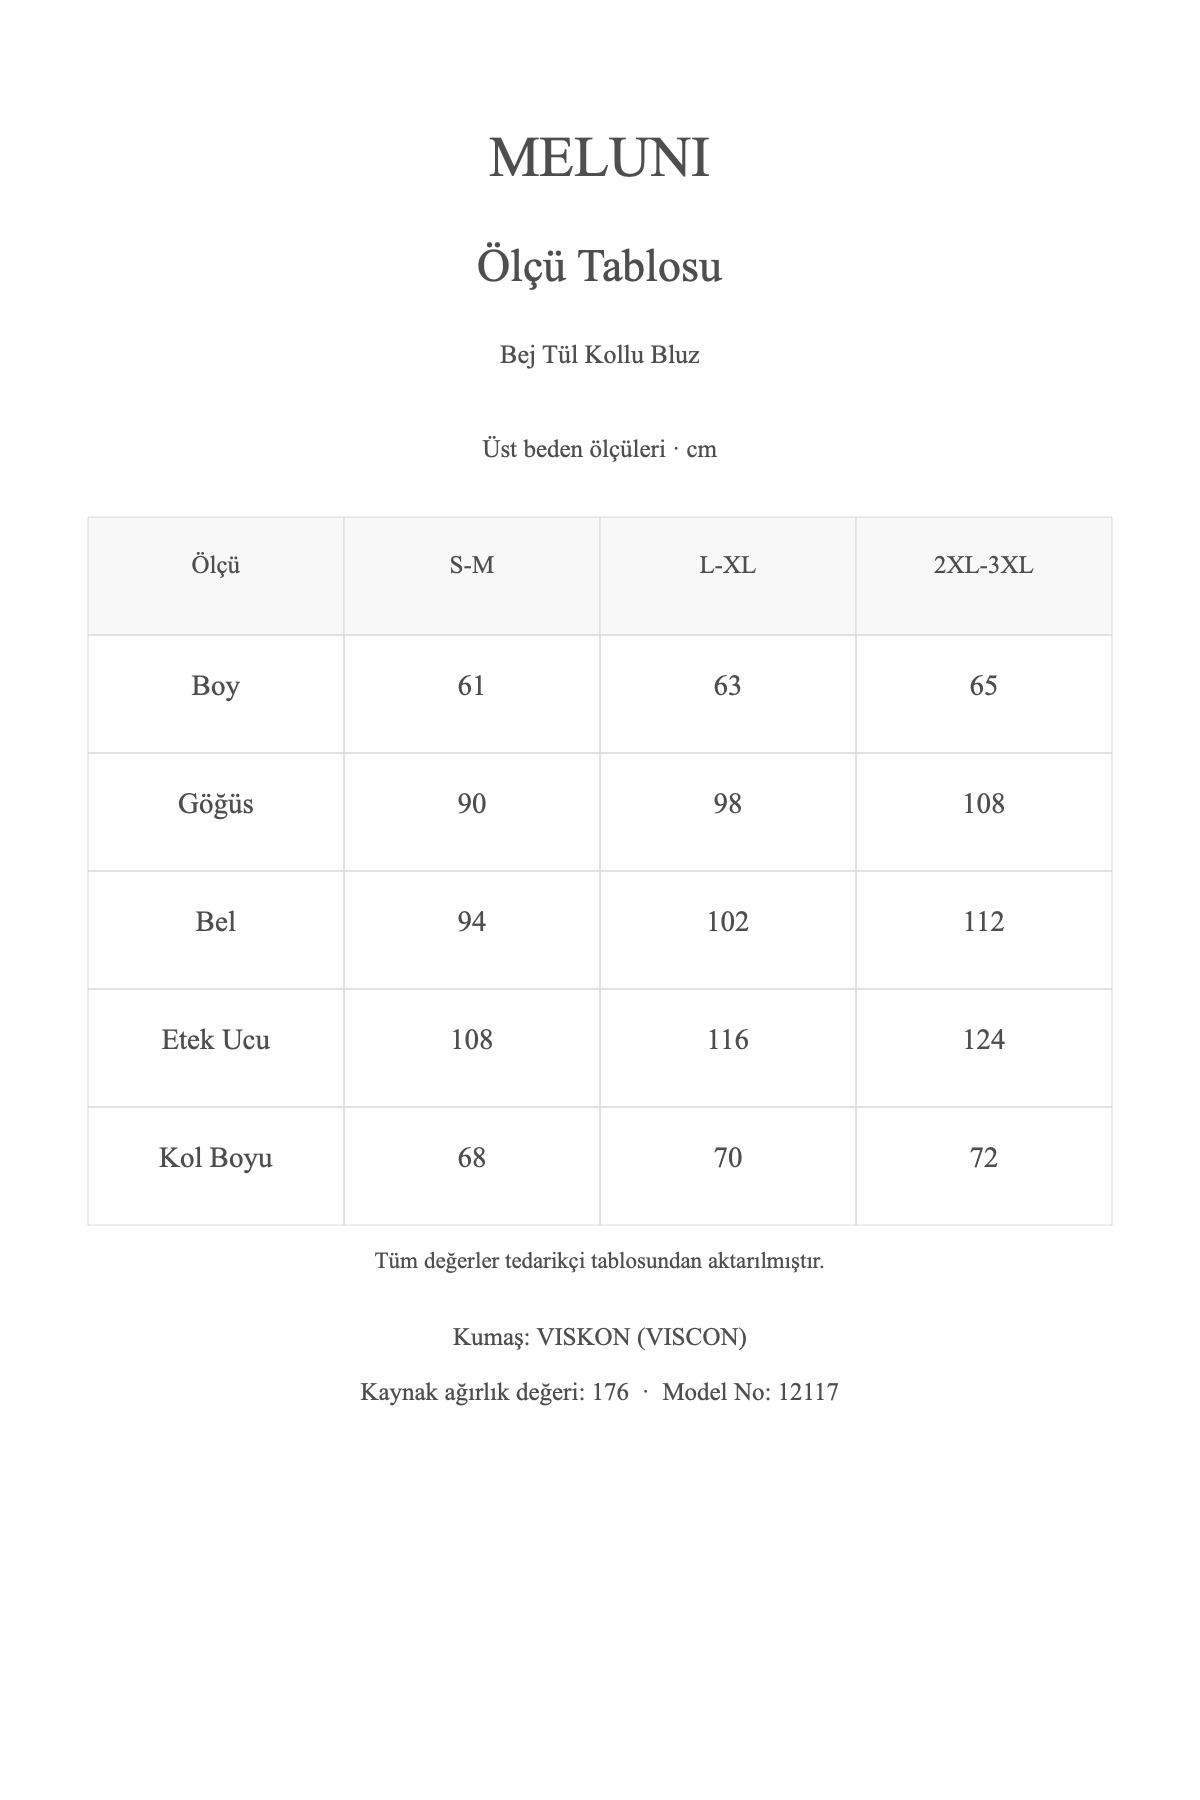 MELUNI
Ölçü Tablosu
Bej Tül Kollu Bluz
Üst beden ölçüleri · cm
Ölçü S-M L-XL 2XL-3XL
Boy 61 63 65
Göğüs 90 98 108
Bel 94 102 112
Etek Ucu 108 116 124
Kol Boyu 68 70 72
Tüm değerler tedarikçi tablosundan aktarılmıştır.
Kumaş: VISKON (VISCON)
Kaynak ağırlık değeri: 176 · Model No: 12117